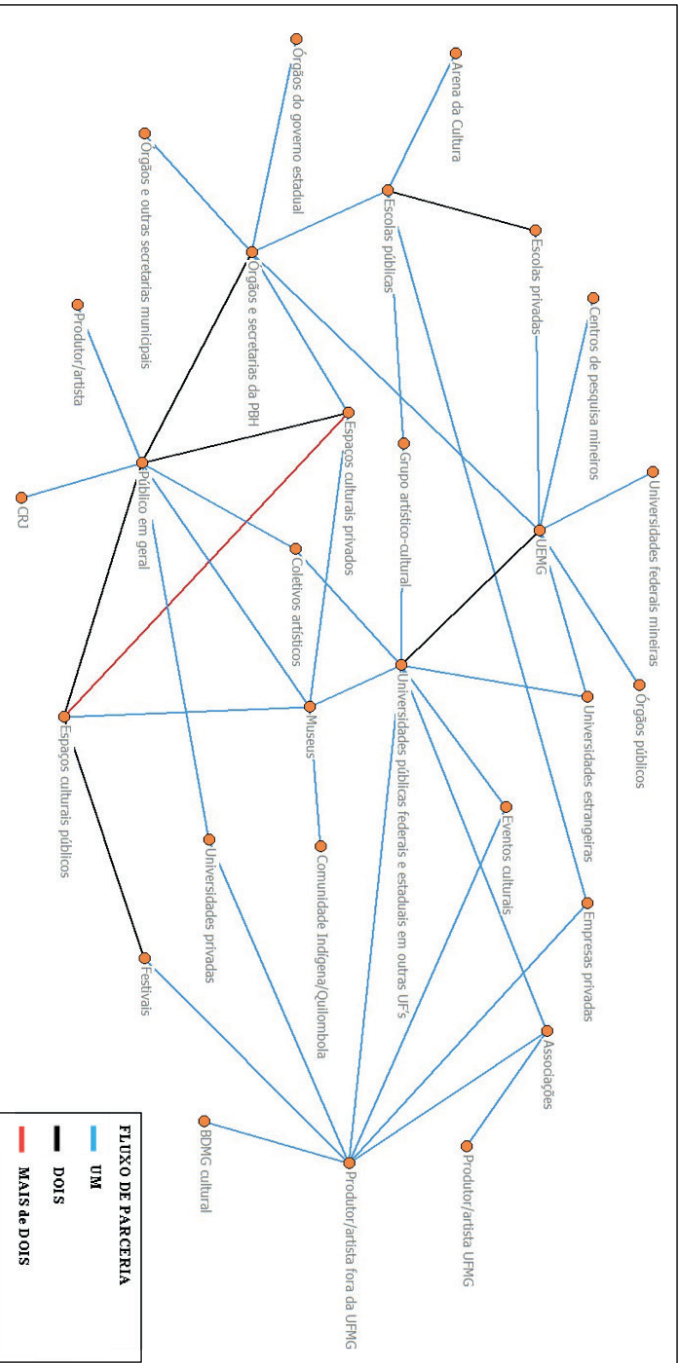 Arena da Cultura
Órgãos do governo estadual
Escolas privadas
Escolas públicas
Centros de pesquisa mineiros
Órgãos e outras secretarias municipais
Órgãos e secretarias da PBH
Produtor/artista
Espaços culturais privados
Grupo artístico-cultural
Universidades federais mineiras
UEMG
Público em geral
CRJ
Coletivos artísticos
Universidades públicas federais e estaduais em outras UF's
Órgãos públicos
Universidades estrangeiras
Museus
Espaços culturais públicos
Eventos culturais
Universidades privadas
Comunidade Indígena/Quilombola
Empresas privadas
Festivais
Associações
BDMG cultural
Produtor/artista UFMG
Produtor/artista fora da UFMG
FLUXO DE PARCERIA
UM
DOIS
MAIS de DOIS